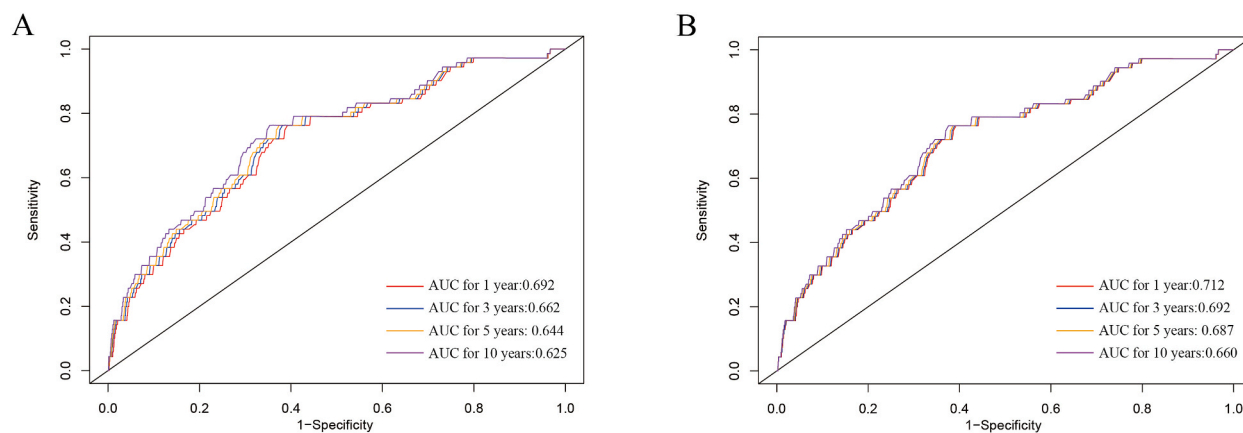 A
Sensitivity
1.0
0.8
0.6
0.4
0.2
0.0
AUC for 1 year:0.692
AUC for 3 years:0.662
AUC for 5 years: 0.644
AUC for 10 years:0.625
0.0 0.2 0.4 0.6 0.8 1.0
1−Specificity
B
Sensitivity
1.0
0.8
0.6
0.4
0.2
0.0
AUC for 1 year:0.712
AUC for 3 years:0.692
AUC for 5 years: 0.687
AUC for 10 years:0.660
0.0 0.2 0.4 0.6 0.8 1.0
1−Specificity